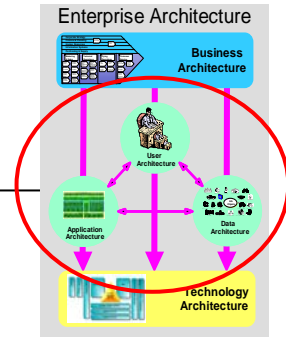 Enterprise Architecture
Business
Architecture
User
Architecture
Application
Architecture
Data
Architecture
Technology
Architecture